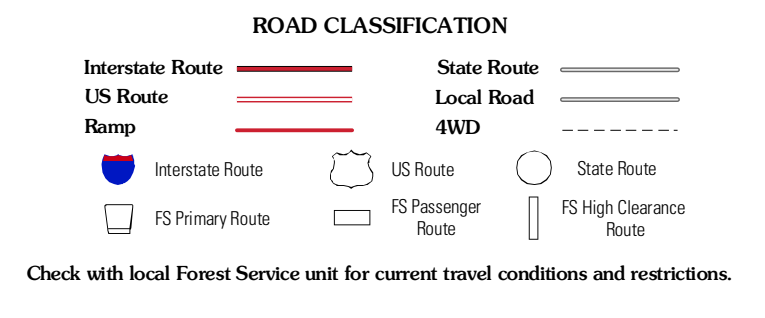 ROAD CLASSIFICATION
Interstate Route
State Route
US Route
Local Road
Ramp
4WD
Interstate Route
US Route
State Route
FS Primary Route
FS Passenger
Route
FS High Clearance
Route
Check with local Forest Service unit for current travel conditions and restrictions.